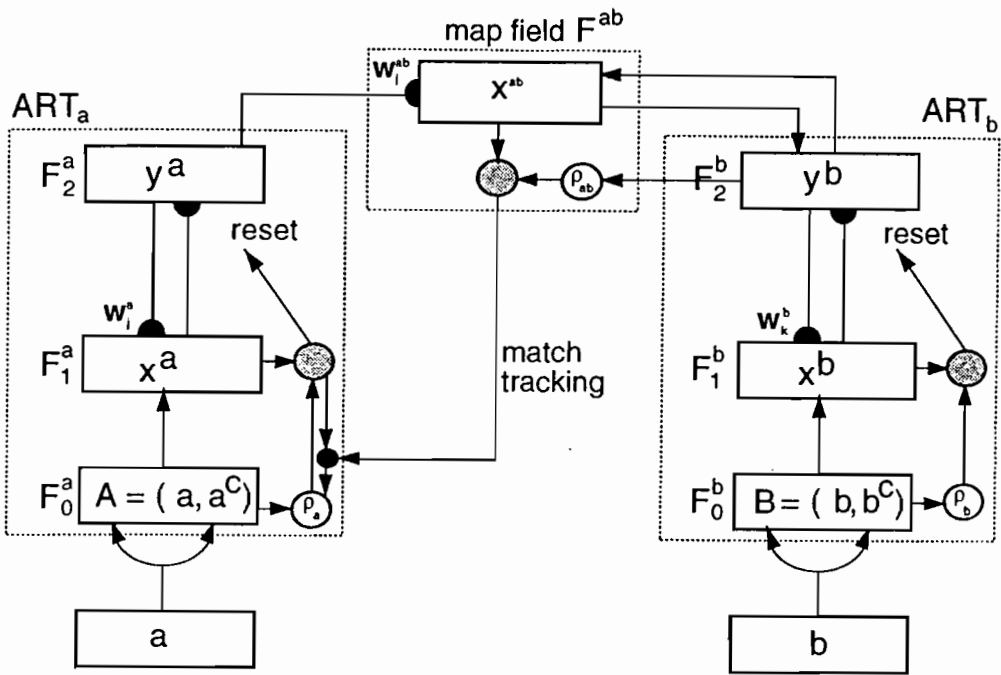 map field F^ab
w_j^ab
x^ab
ART_a
ART_b
F_2^a
y^a
ρ_ab
F_2^b
y^b
reset
reset
w_j^a
w_k^b
F_1^a
x^a
match
tracking
F_1^b
x^b
F_0^a
A = ( a, a^C)
ρ_a
F_0^b
B = ( b, b^C)
ρ_b
a
b